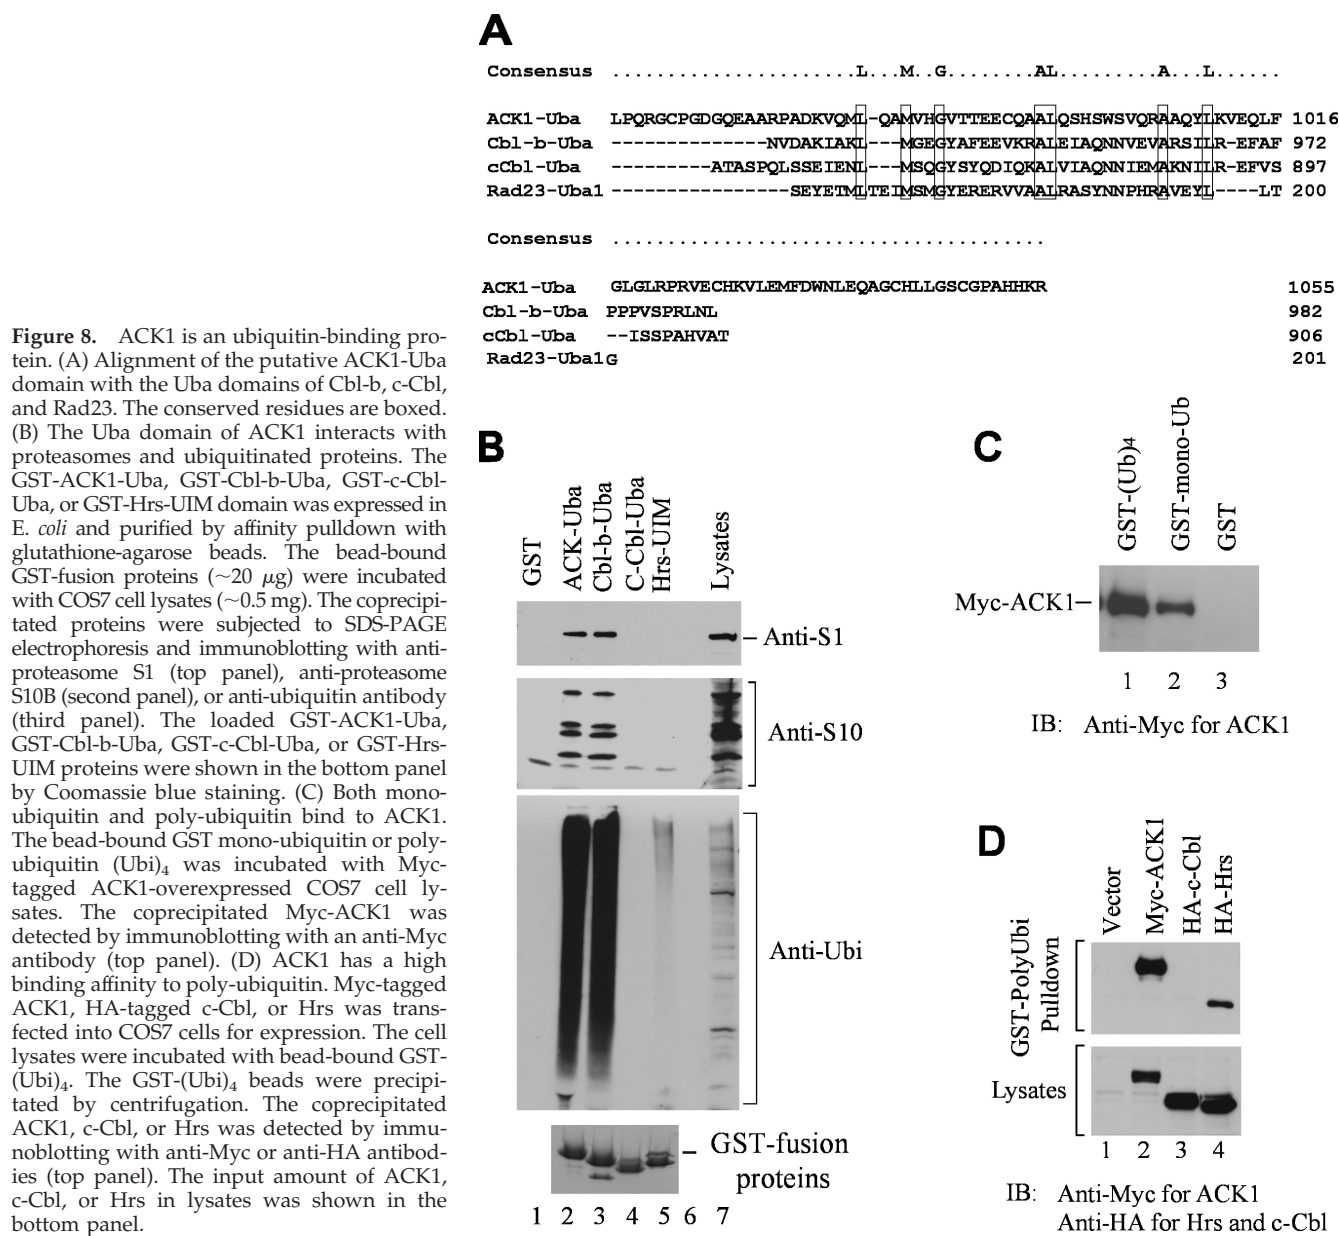 Figure 8. ACK1 is an ubiquitin-binding pro-
tein. (A) Alignment of the putative ACK1-Uba
domain with the Uba domains of Cbl-b, c-Cbl,
and Rad23. The conserved residues are boxed.
(B) The Uba domain of ACK1 interacts with
proteasomes and ubiquitinated proteins. The
GST-ACK1-Uba, GST-Cbl-b-Uba, GST-c-Cbl-
Uba, or GST-Hrs-UIM domain was expressed in
E. coli and purified by affinity pulldown with
glutathione-agarose beads. The bead-bound
GST-fusion proteins (~20 μg) were incubated
with COS7 cell lysates (~0.5 mg). The coprecipi-
tated proteins were subjected to SDS-PAGE
electrophoresis and immunoblotting with anti-
proteasome S1 (top panel), anti-proteasome
S10B (second panel), or anti-ubiquitin antibody
(third panel). The loaded GST-ACK1-Uba,
GST-Cbl-b-Uba, GST-c-Cbl-Uba, or GST-Hrs-
UIM proteins were shown in the bottom panel
by Coomassie blue staining. (C) Both mono-
ubiquitin and poly-ubiquitin bind to ACK1.
The bead-bound GST mono-ubiquitin or poly-
ubiquitin (Ubi)4 was incubated with Myc-
tagged ACK1-overexpressed COS7 cell ly-
sates. The coprecipitated Myc-ACK1 was
detected by immunoblotting with an anti-Myc
antibody (top panel). (D) ACK1 has a high
binding affinity to poly-ubiquitin. Myc-tagged
ACK1, HA-tagged c-Cbl, or Hrs was trans-
fected into COS7 cells for expression. The cell
lysates were incubated with bead-bound GST-
(Ubi)4. The GST-(Ubi)4 beads were precipi-
tated by centrifugation. The coprecipitated
ACK1, c-Cbl, or Hrs was detected by immu-
noblotting with anti-Myc or anti-HA antibod-
ies (top panel). The input amount of ACK1,
c-Cbl, or Hrs in lysates was shown in the
bottom panel.
A
Consensus ......................L...M..G........AL.........A...L......
ACK1-Uba LPQRGCPGDGQEAARPADKVQML-QAMVHGVTTEECQAALQSHSWSVQRAAQYLKVEQLF 1016
Cbl-b-Uba --------------NVDAKIAKL---MGEGYAFEEVKRALEIAQNNVEVARSILR-EFAF 972
cCbl-Uba ---------ATASPQLSSEIENL---MSQGYSYQDIQKALVIAQNNIEMAKNILR-EFVS 897
Rad23-Uba1 ----------------SEYETMLTEIMSMGYERERVVAALRASYNNPHRAVEYL----LT 200
Consensus .......................................
ACK1-Uba GLGLRPRVECHKVLEMFDWNLEQAGCHLLGSCGPAHHKR 1055
Cbl-b-Uba PPPVSPRLNL 982
cCbl-Uba --ISSPAHVAT 906
Rad23-Uba1G 201
B
GST
ACK-Uba
Cbl-b-Uba
C-Cbl-Uba
Hrs-UIM
Lysates
Anti-S1
Anti-S10
Anti-Ubi
GST-fusion
proteins
1 2 3 4 5 6 7
C
GST-(Ub)4
GST-mono-Ub
GST
Myc-ACK1
1 2 3
IB: Anti-Myc for ACK1
D
Vector
Myc-ACK1
HA-c-Cbl
HA-Hrs
GST-PolyUbi
Pulldown
Lysates
1 2 3 4
IB: Anti-Myc for ACK1
Anti-HA for Hrs and c-Cbl